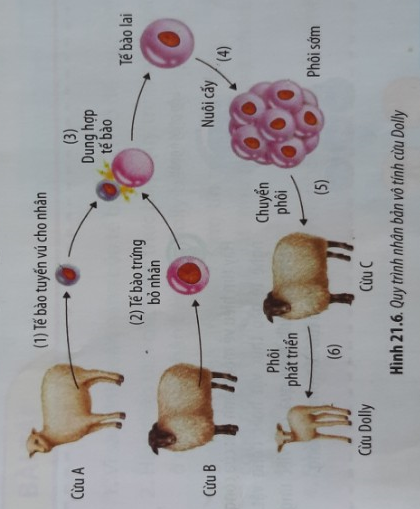 Cừu A
(1) Tế bào tuyến vú cho nhân
Cừu B
(2) Tế bào trứng
bỏ nhân
(3)
Dung hợp
tế bào
Tế bào lai
(4)
Nuôi cấy
Phôi sớm
(5)
Chuyển
phôi
Cừu C
Phôi
phát triển
(6)
Cừu Dolly
Hình 21.6. Quy trình nhân bản vô tính cừu Dolly